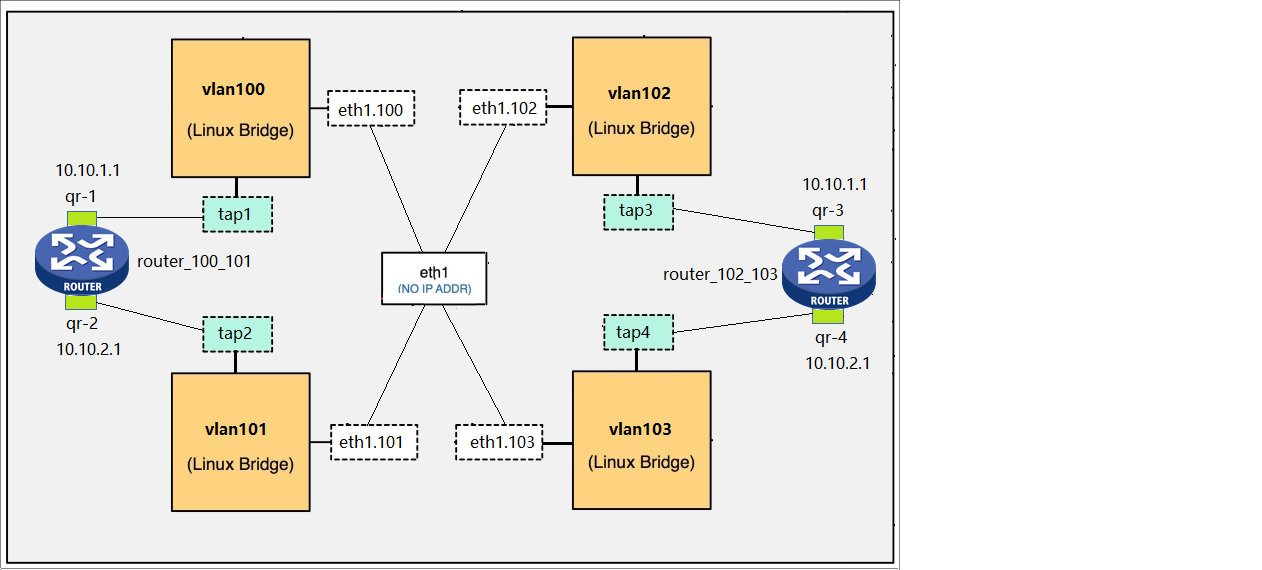 vlan100
(Linux Bridge)
eth1.100
eth1.102
vlan102
(Linux Bridge)
10.10.1.1
qr-1
tap1
tap3
10.10.1.1
qr-3
ROUTER
router_100_101
eth1
(NO IP ADDR)
router_102_103
ROUTER
qr-2
10.10.2.1
tap2
tap4
qr-4
10.10.2.1
vlan101
(Linux Bridge)
eth1.101
eth1.103
vlan103
(Linux Bridge)